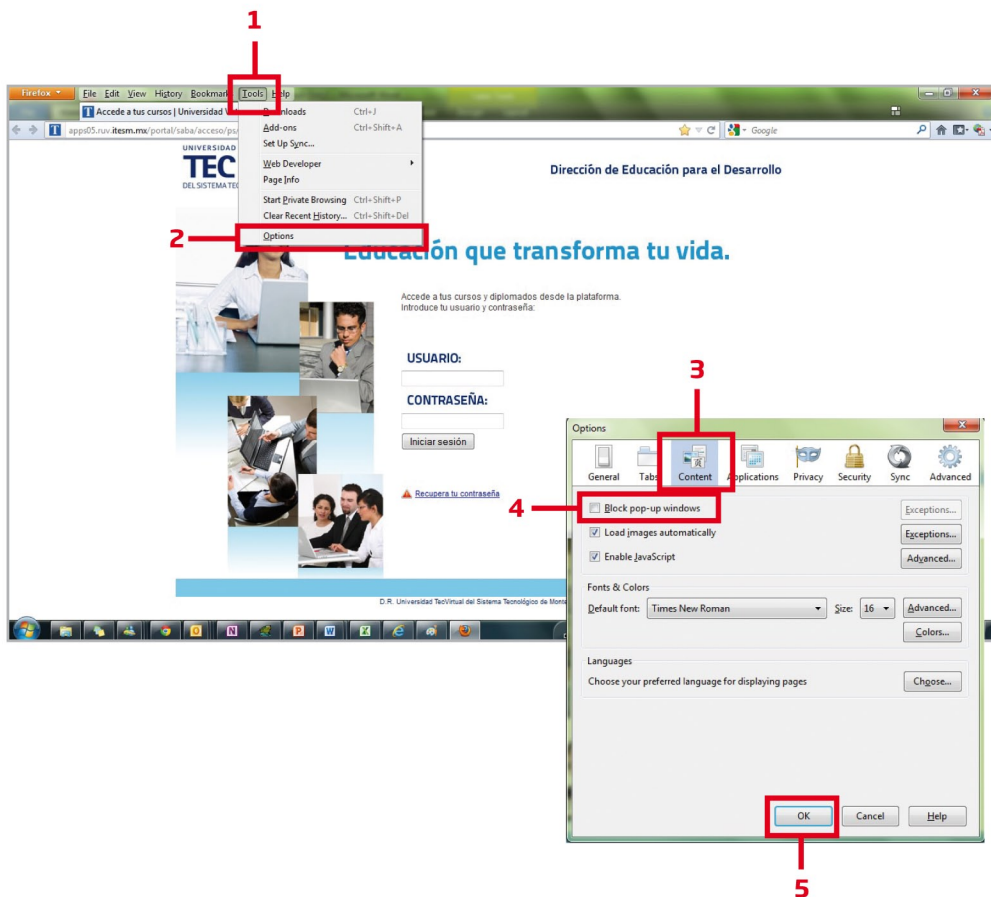 1
Firefox
File Edit View History Bookmarks Tools Help
Accede a tus cursos | Universidad
apps05.ruv.itesm.mx/portal/saba/acceso/ps/
Google
Downloads Ctrl+J
Add-ons Ctrl+Shift+A
Set Up Sync...
Web Developer
Page Info
Start Private Browsing Ctrl+Shift+P
Clear Recent History... Ctrl+Shift+Del
2
Options
UNIVERSIDAD
TEC
DEL SISTEMA TEC
Dirección de Educación para el Desarrollo
Educación que transforma tu vida.
Accede a tus cursos y diplomados desde la plataforma.
Introduce tu usuario y contraseña:
USUARIO:
CONTRASEÑA:
Iniciar sesión
Recupera tu contraseña
D.R. Universidad TecVirtual del Sistema Tecnológico de
3
Options
General Tabs Content Applications Privacy Security Sync Advanced
4
Block pop-up windows Exceptions...
Load images automatically Exceptions...
Enable JavaScript Advanced...
Fonts & Colors
Default font: Times New Roman Size: 16 Advanced...
Colors...
Languages
Choose your preferred language for displaying pages Choose...
OK Cancel Help
5